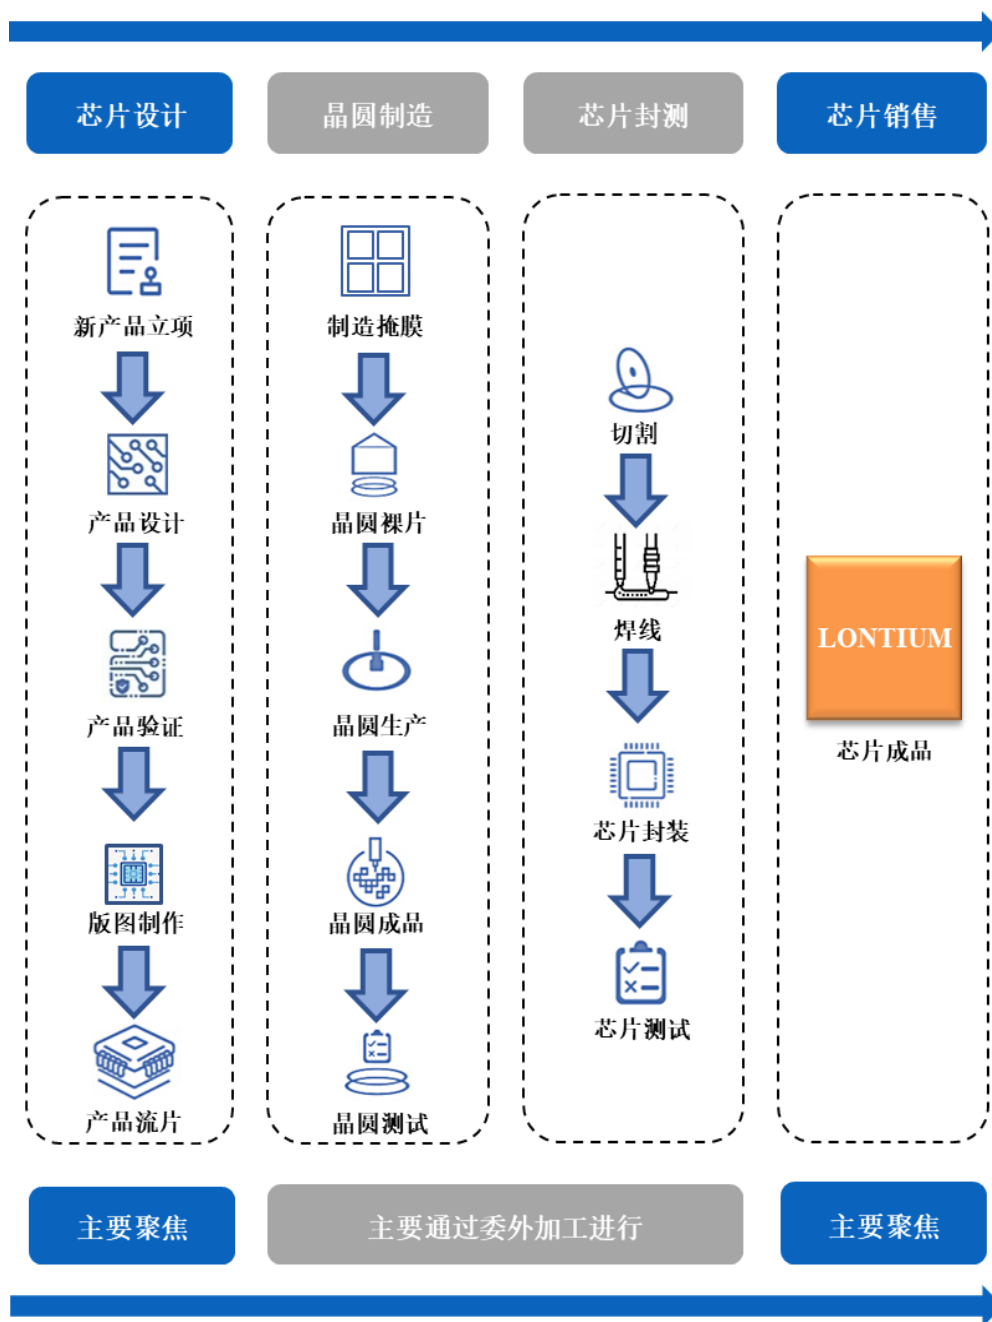 芯片设计
晶圆制造
芯片封测
芯片销售
新产品立项
产品设计
产品验证
版图制作
产品流片
制造掩膜
晶圆裸片
晶圆生产
晶圆成品
晶圆测试
切割
焊线
芯片封装
芯片测试
LONTIUM
芯片成品
主要聚焦
主要通过委外加工进行
主要聚焦